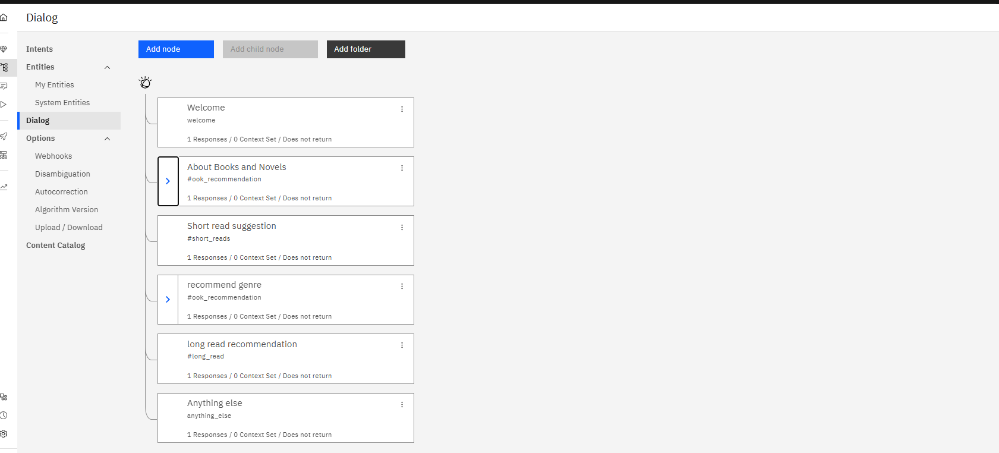 Dialog
Intents
Entities
My Entities
System Entities
Dialog
Options
Webhooks
Disambiguation
Autocorrection
Algorithm Version
Upload / Download
Content Catalog
Add node
Add child node
Add folder
Welcome
welcome
1 Responses / 0 Context Set / Does not return
About Books and Novels
#ook_recommendation
1 Responses / 0 Context Set / Does not return
Short read suggestion
#short_reads
1 Responses / 0 Context Set / Does not return
recommend genre
#ook_recommendation
1 Responses / 0 Context Set / Does not return
long read recommendation
#long_read
1 Responses / 0 Context Set / Does not return
Anything else
anything_else
1 Responses / 0 Context Set / Does not return